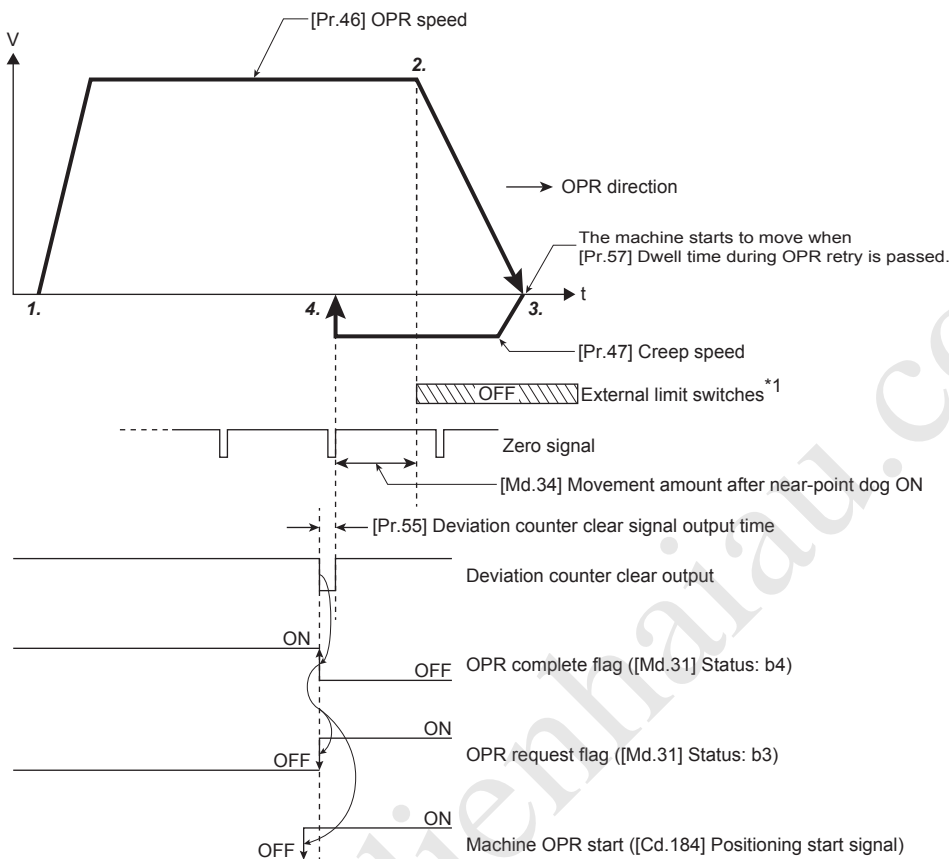 [Pr.46] OPR speed
V
2.
OPR direction
The machine starts to move when
[Pr.57] Dwell time during OPR retry is passed.
1.
4.
3.
t
[Pr.47] Creep speed
OFF
External limit switches*1
Zero signal
[Md.34] Movement amount after near-point dog ON
[Pr.55] Deviation counter clear signal output time
Deviation counter clear output
ON
OFF
OPR complete flag ([Md.31] Status: b4)
ON
OFF
OPR request flag ([Md.31] Status: b3)
ON
OFF
Machine OPR start ([Cd.184] Positioning start signal)